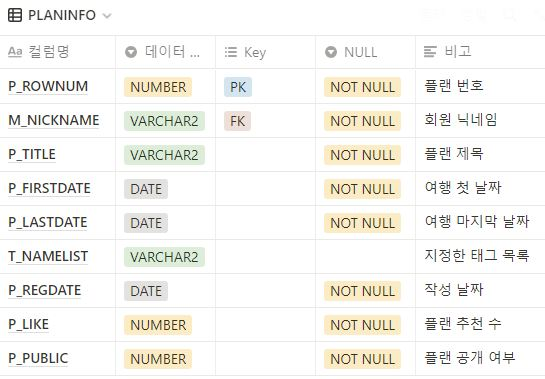 PLANINFO
컬럼명 데이터 ... Key NULL 비고
P_ROWNUM NUMBER PK NOT NULL 플랜 번호
M_NICKNAME VARCHAR2 FK NOT NULL 회원 닉네임
P_TITLE VARCHAR2 NOT NULL 플랜 제목
P_FIRSTDATE DATE NOT NULL 여행 첫 날짜
P_LASTDATE DATE NOT NULL 여행 마지막 날짜
T_NAMELIST VARCHAR2 지정한 태그 목록
P_REGDATE DATE NOT NULL 작성 날짜
P_LIKE NUMBER NOT NULL 플랜 추천 수
P_PUBLIC NUMBER NOT NULL 플랜 공개 여부